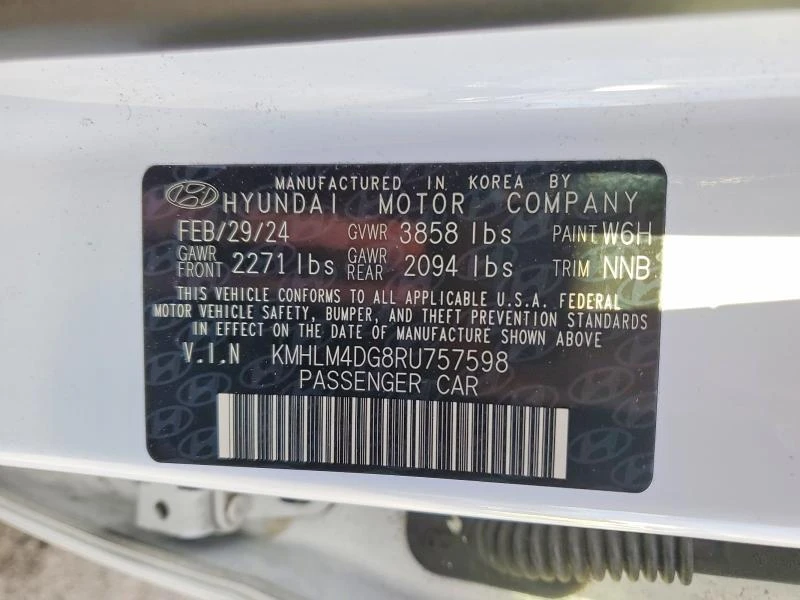 MANUFACTURED IN KOREA BY
HYUNDAI MOTOR COMPANY
FEB/29/24 GVWR 3858 lbs PAINT W6H
GAWR FRONT 2271 lbs GAWR REAR 2094 lbs TRIM NNB
THIS VEHICLE CONFORMS TO ALL APPLICABLE U.S.A. FEDERAL
MOTOR VEHICLE SAFETY, BUMPER, AND THEFT PREVENTION STANDARDS
IN EFFECT ON THE DATE OF MANUFACTURE SHOWN ABOVE.
V.I.N KMHLM4DG8RU757598
PASSENGER CAR